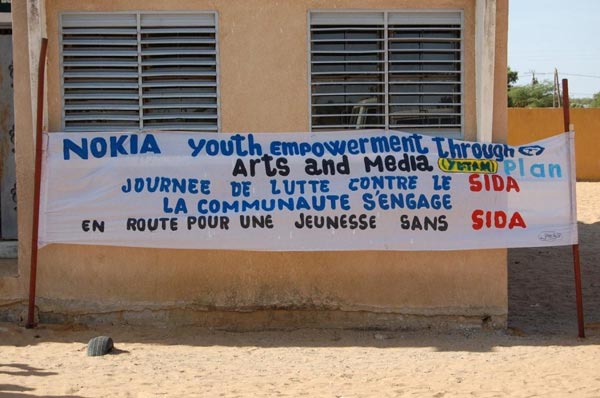 NOKIA Youth Empowerment Through
Arts and Media (YETAM) Plan
JOURNEE DE LUTTE CONTRE LE SIDA
LA COMMUNAUTE S'ENGAGE
EN ROUTE POUR UNE JEUNESSE SANS SIDA